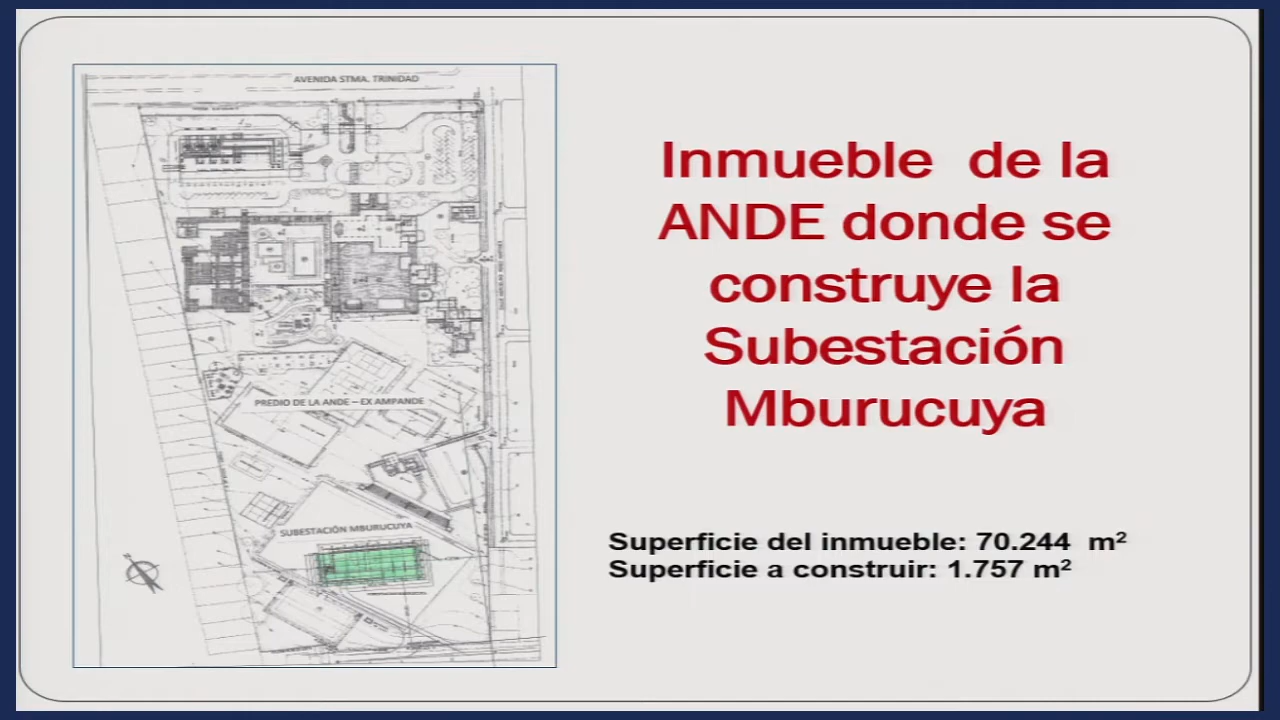 AVENIDA STMA. TRINIDAD
PREDIO DE LA ANDE – EX AMPANDE
SUBESTACIÓN MBURUCUYA
Inmueble de la
ANDE donde se
construye la
Subestación
Mburucuya
Superficie del inmueble: 70.244 m²
Superficie a construir: 1.757 m²